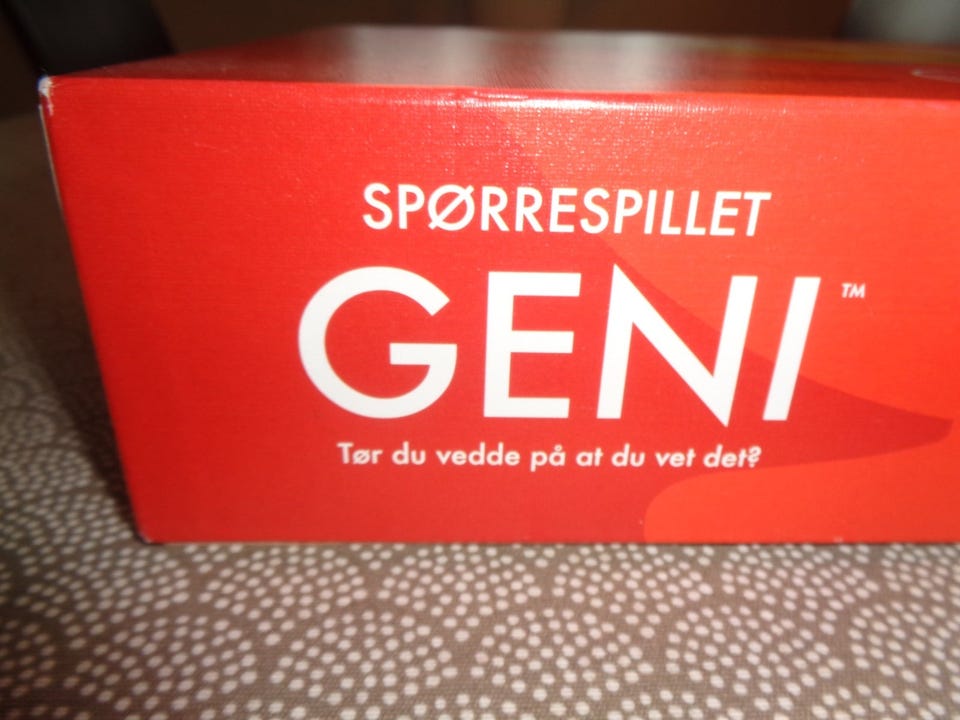 SPØRRESPILLET
GENI™
Tør du vedde på at du vet det?